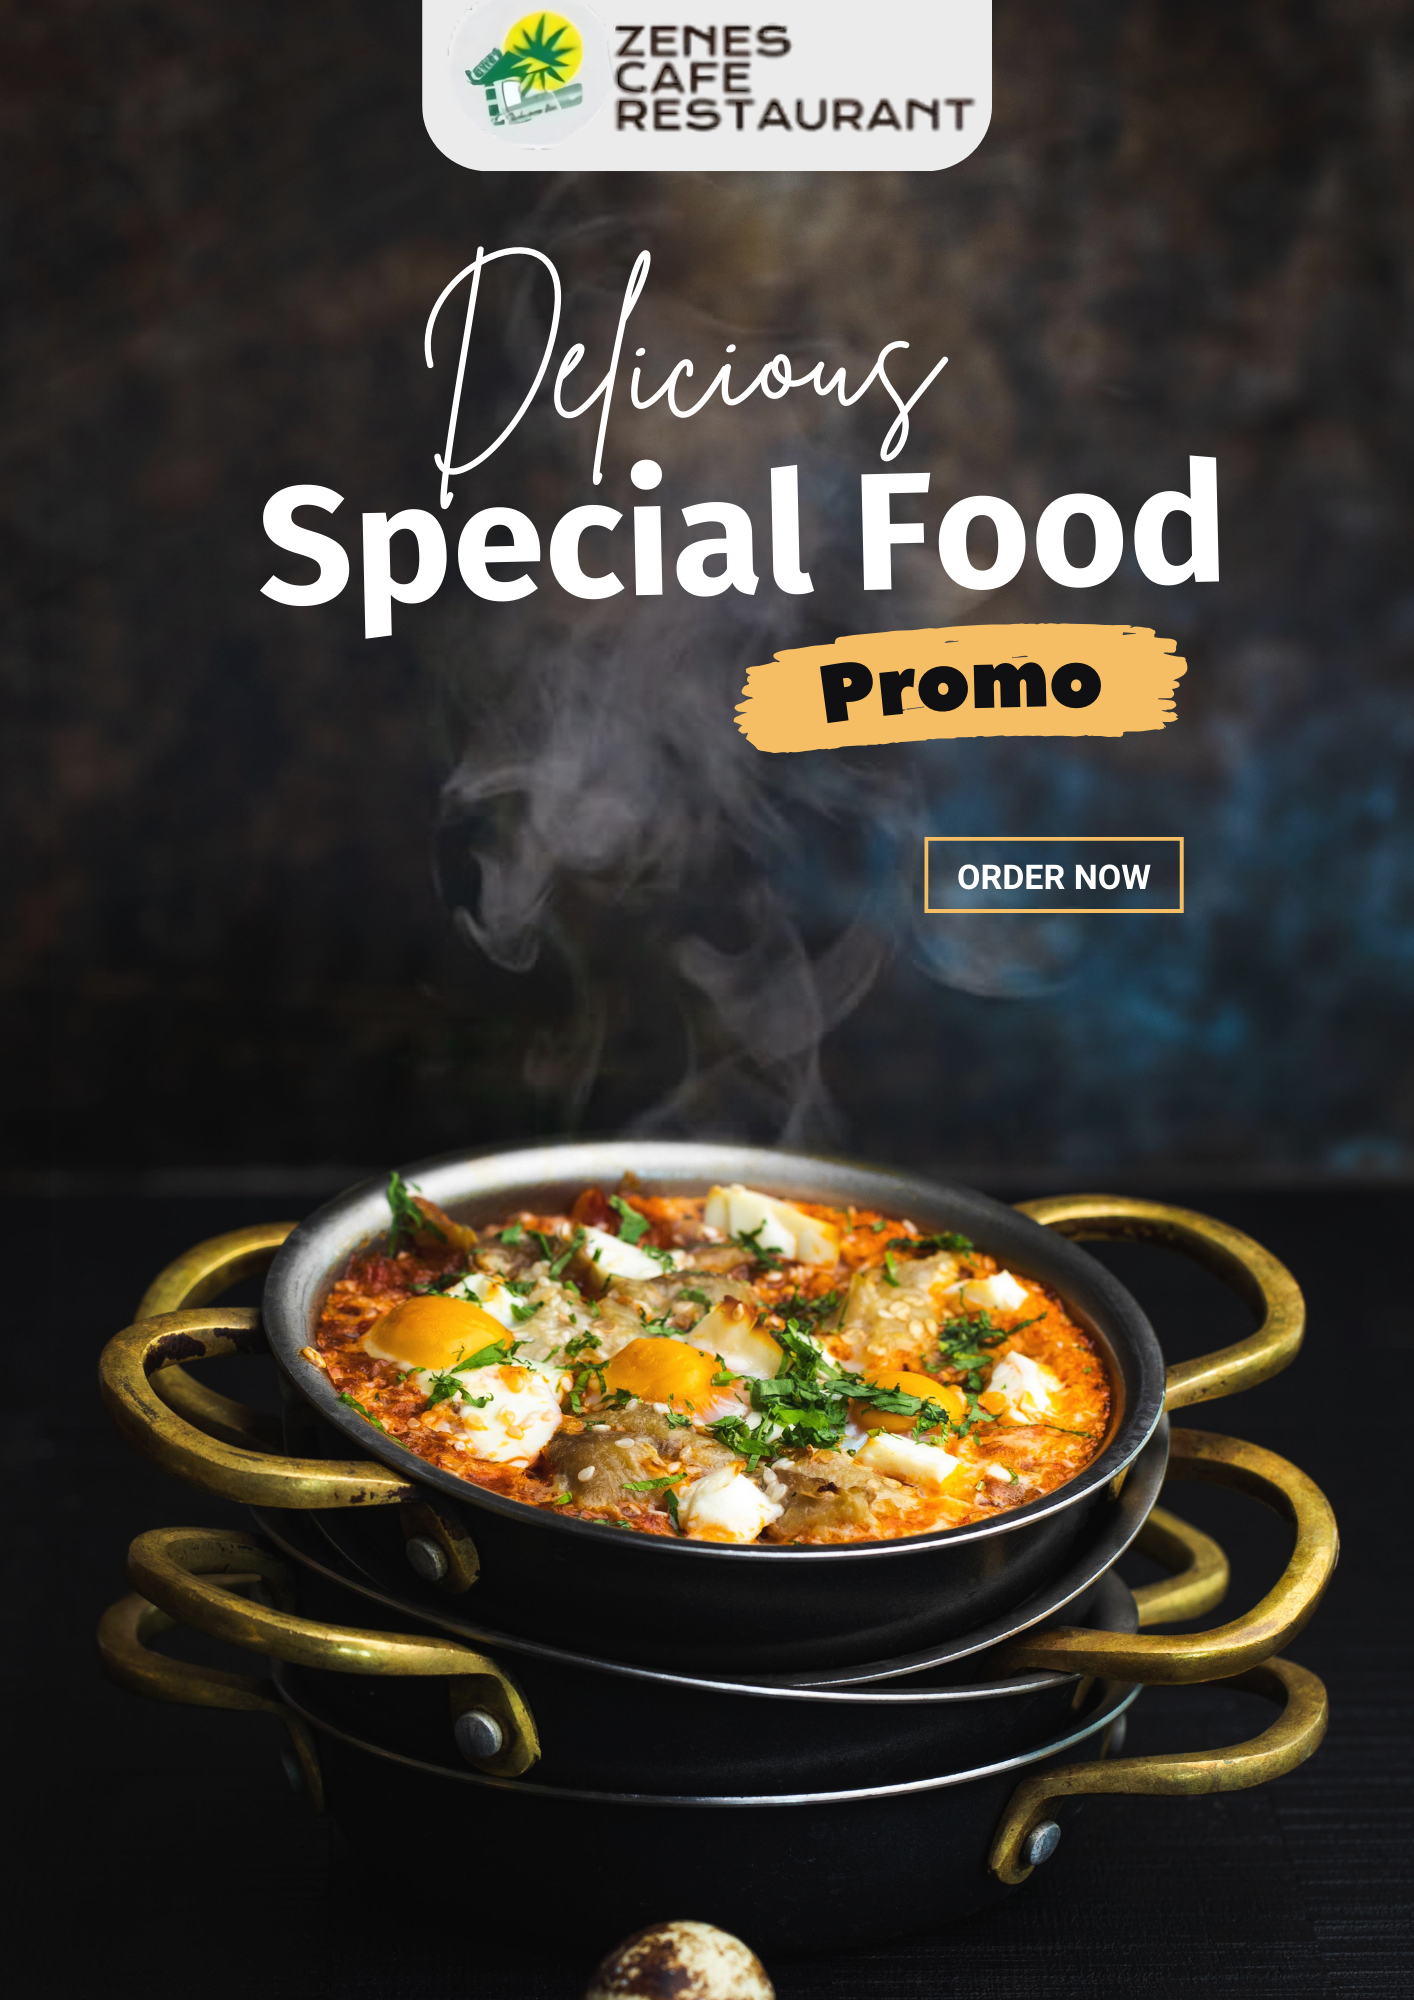 ZENES
CAFE
RESTAURANT
Delicious
Special Food
Promo
ORDER NOW